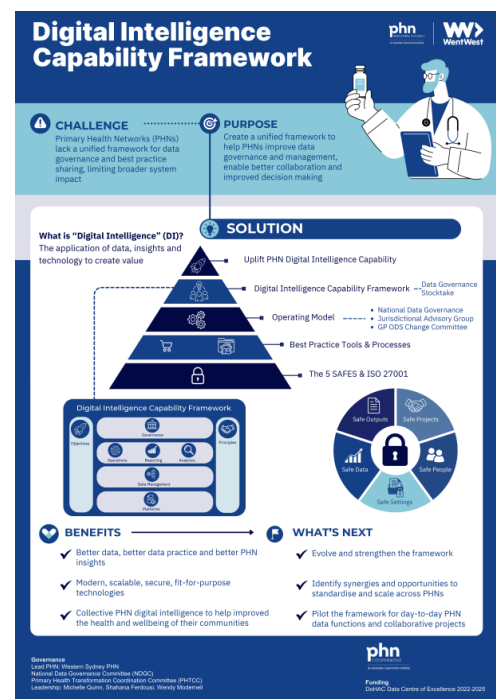 Digital Intelligence
Capability Framework
phn
WESTERN SYDNEY
WentWest
CHALLENGE
Primary Health Networks (PHNs)
lack a unified framework for data
governance and best practice
sharing, limiting broader system
impact
PURPOSE
Create a unified framework to
help PHNs improve data
governance and management,
enable better collaboration and
improved decision making
SOLUTION
What is “Digital Intelligence” (DI)?
The application of data, insights and
technology to create value
Uplift PHN Digital Intelligence Capability
Digital Intelligence Capability Framework
Data Governance
Stocktake
Operating Model
• National Data Governance
• Jurisdictional Advisory Group
• GP ODS Change Committee
Best Practice Tools & Processes
The 5 SAFES & ISO 27001
Digital Intelligence Capability Framework
Objectives
Governance
Operations
Reporting
Analytics
Data Management
Platforms
Principles
Safe Outputs
Safe Projects
Safe Data
Safe People
Safe Settings
BENEFITS
Better data, better data practice and better PHN
insights
Modern, scalable, secure, fit-for-purpose
technologies
Collective PHN digital intelligence to help improved
the health and wellbeing of their communities
WHAT’S NEXT
Evolve and strengthen the framework
Identify synergies and opportunities to
standardise and scale across PHNs
Pilot the framework for day-to-day PHN
data functions and collaborative projects
Governance
Lead PHN: Western Sydney PHN
National Data Governance Committee (NDGC)
Primary Health Transformation Coordination Committee (PHTCC)
Leadership: Michelle Quinn, Shahana Ferdousi, Wendy Modernell
phn
COOPERATIVE
Funding
DoHAC Data Centre of Excellence 2022-2025